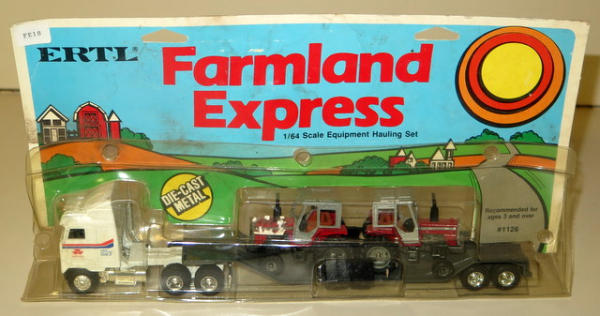 FE18
ERTL
Farmland
Express
1/64 Scale Equipment Hauling Set
DIE-CAST
METAL
Recommended for
ages 3 and over
#1126